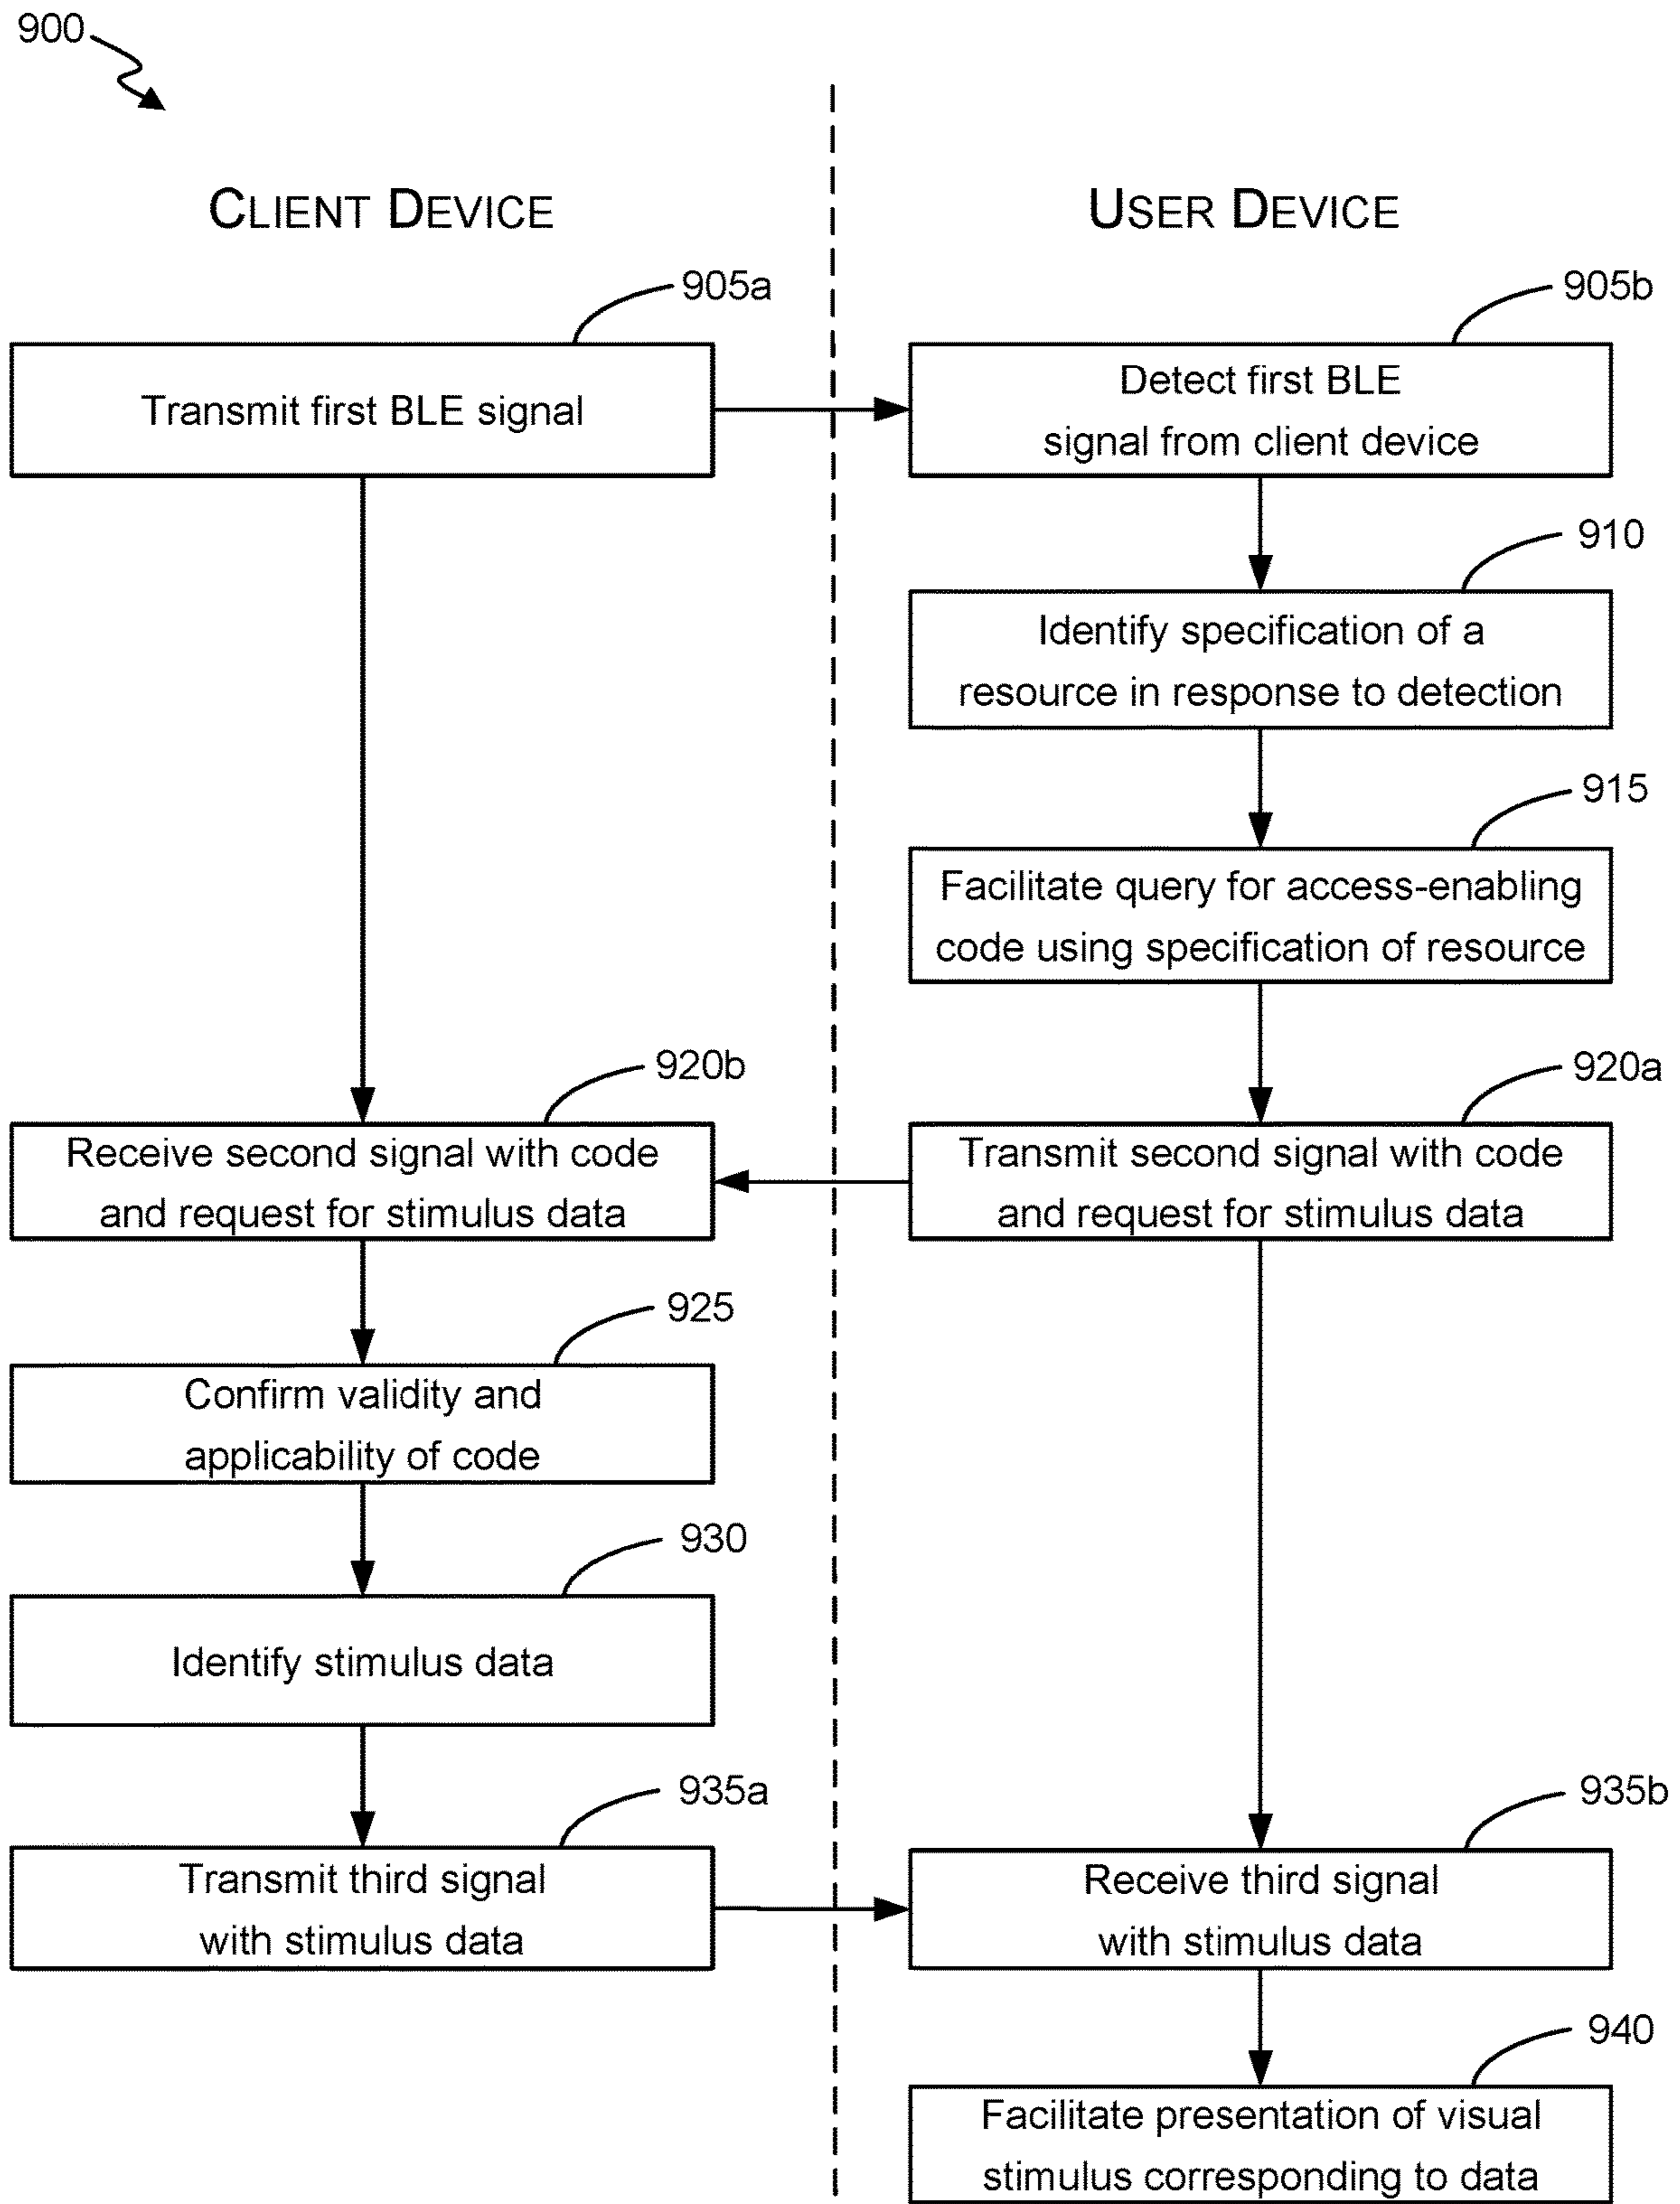 900
CLIENT DEVICE
USER DEVICE
905a
905b
Transmit first BLE signal
Detect first BLE
signal from client device
910
Identify specification of a
resource in response to detection
915
Facilitate query for access-enabling
code using specification of resource
920b
920a
Receive second signal with code
and request for stimulus data
Transmit second signal with code
and request for stimulus data
925
Confirm validity and
applicability of code
930
Identify stimulus data
935a
935b
Transmit third signal
with stimulus data
Receive third signal
with stimulus data
940
Facilitate presentation of visual
stimulus corresponding to data